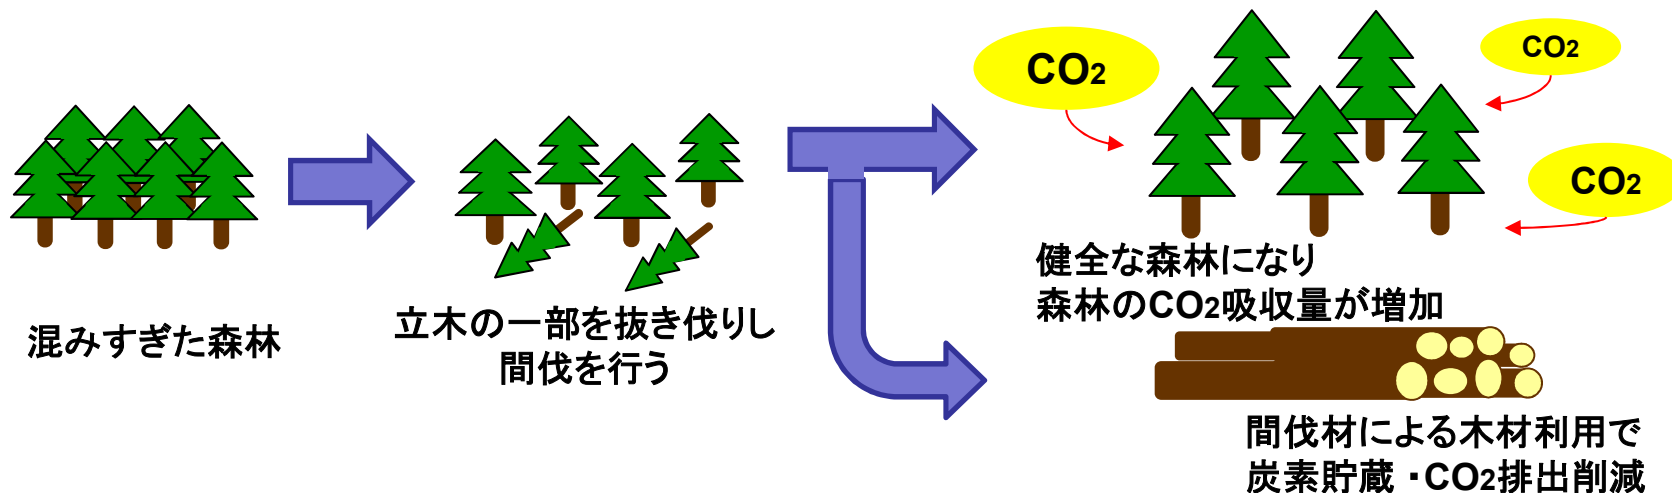 混みすぎた森林
立木の一部を抜き伐りし
間伐を行う
CO2
CO2
CO2
健全な森林になり
森林のCO2吸収量が増加
間伐材による木材利用で
炭素貯蔵・CO2排出削減